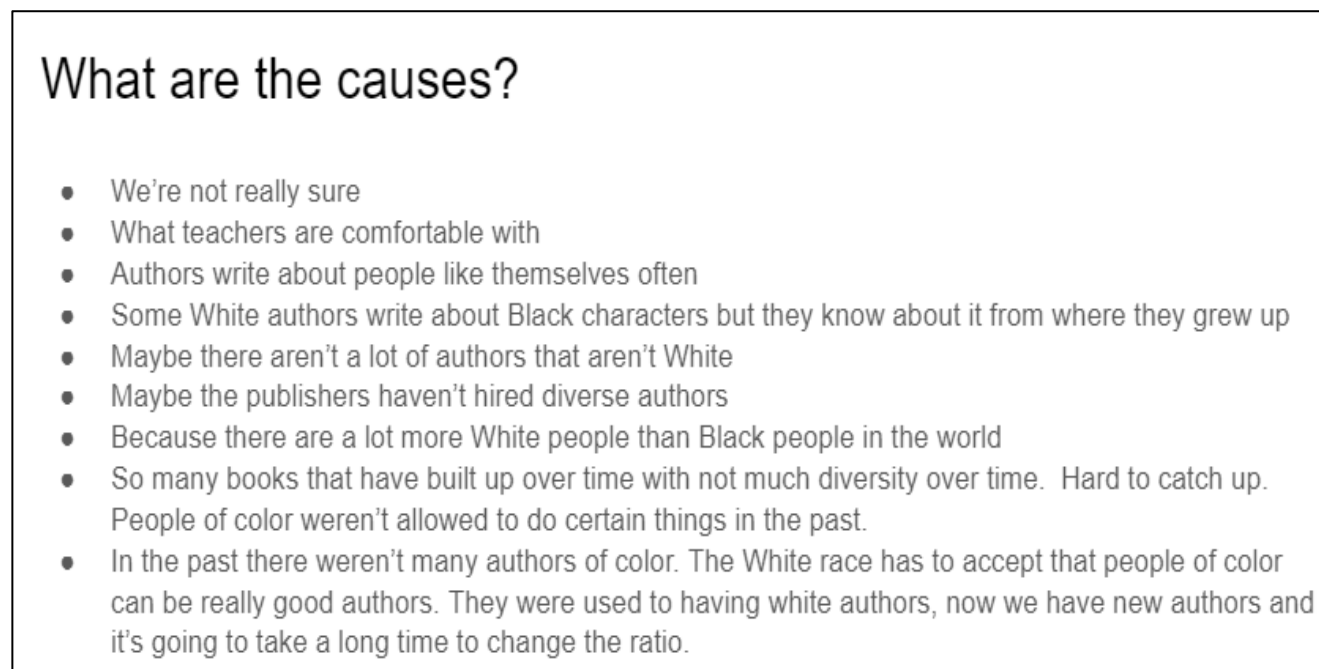 What are the causes?
● We're not really sure
● What teachers are comfortable with
● Authors write about people like themselves often
● Some White authors write about Black characters but they know about it from where they grew up
● Maybe there aren't a lot of authors that aren't White
● Maybe the publishers haven't hired diverse authors
● Because there are a lot more White people than Black people in the world
● So many books that have built up over time with not much diversity over time.  Hard to catch up.
People of color weren't allowed to do certain things in the past.
● In the past there weren't many authors of color. The White race has to accept that people of color
can be really good authors. They were used to having white authors, now we have new authors and
it's going to take a long time to change the ratio.